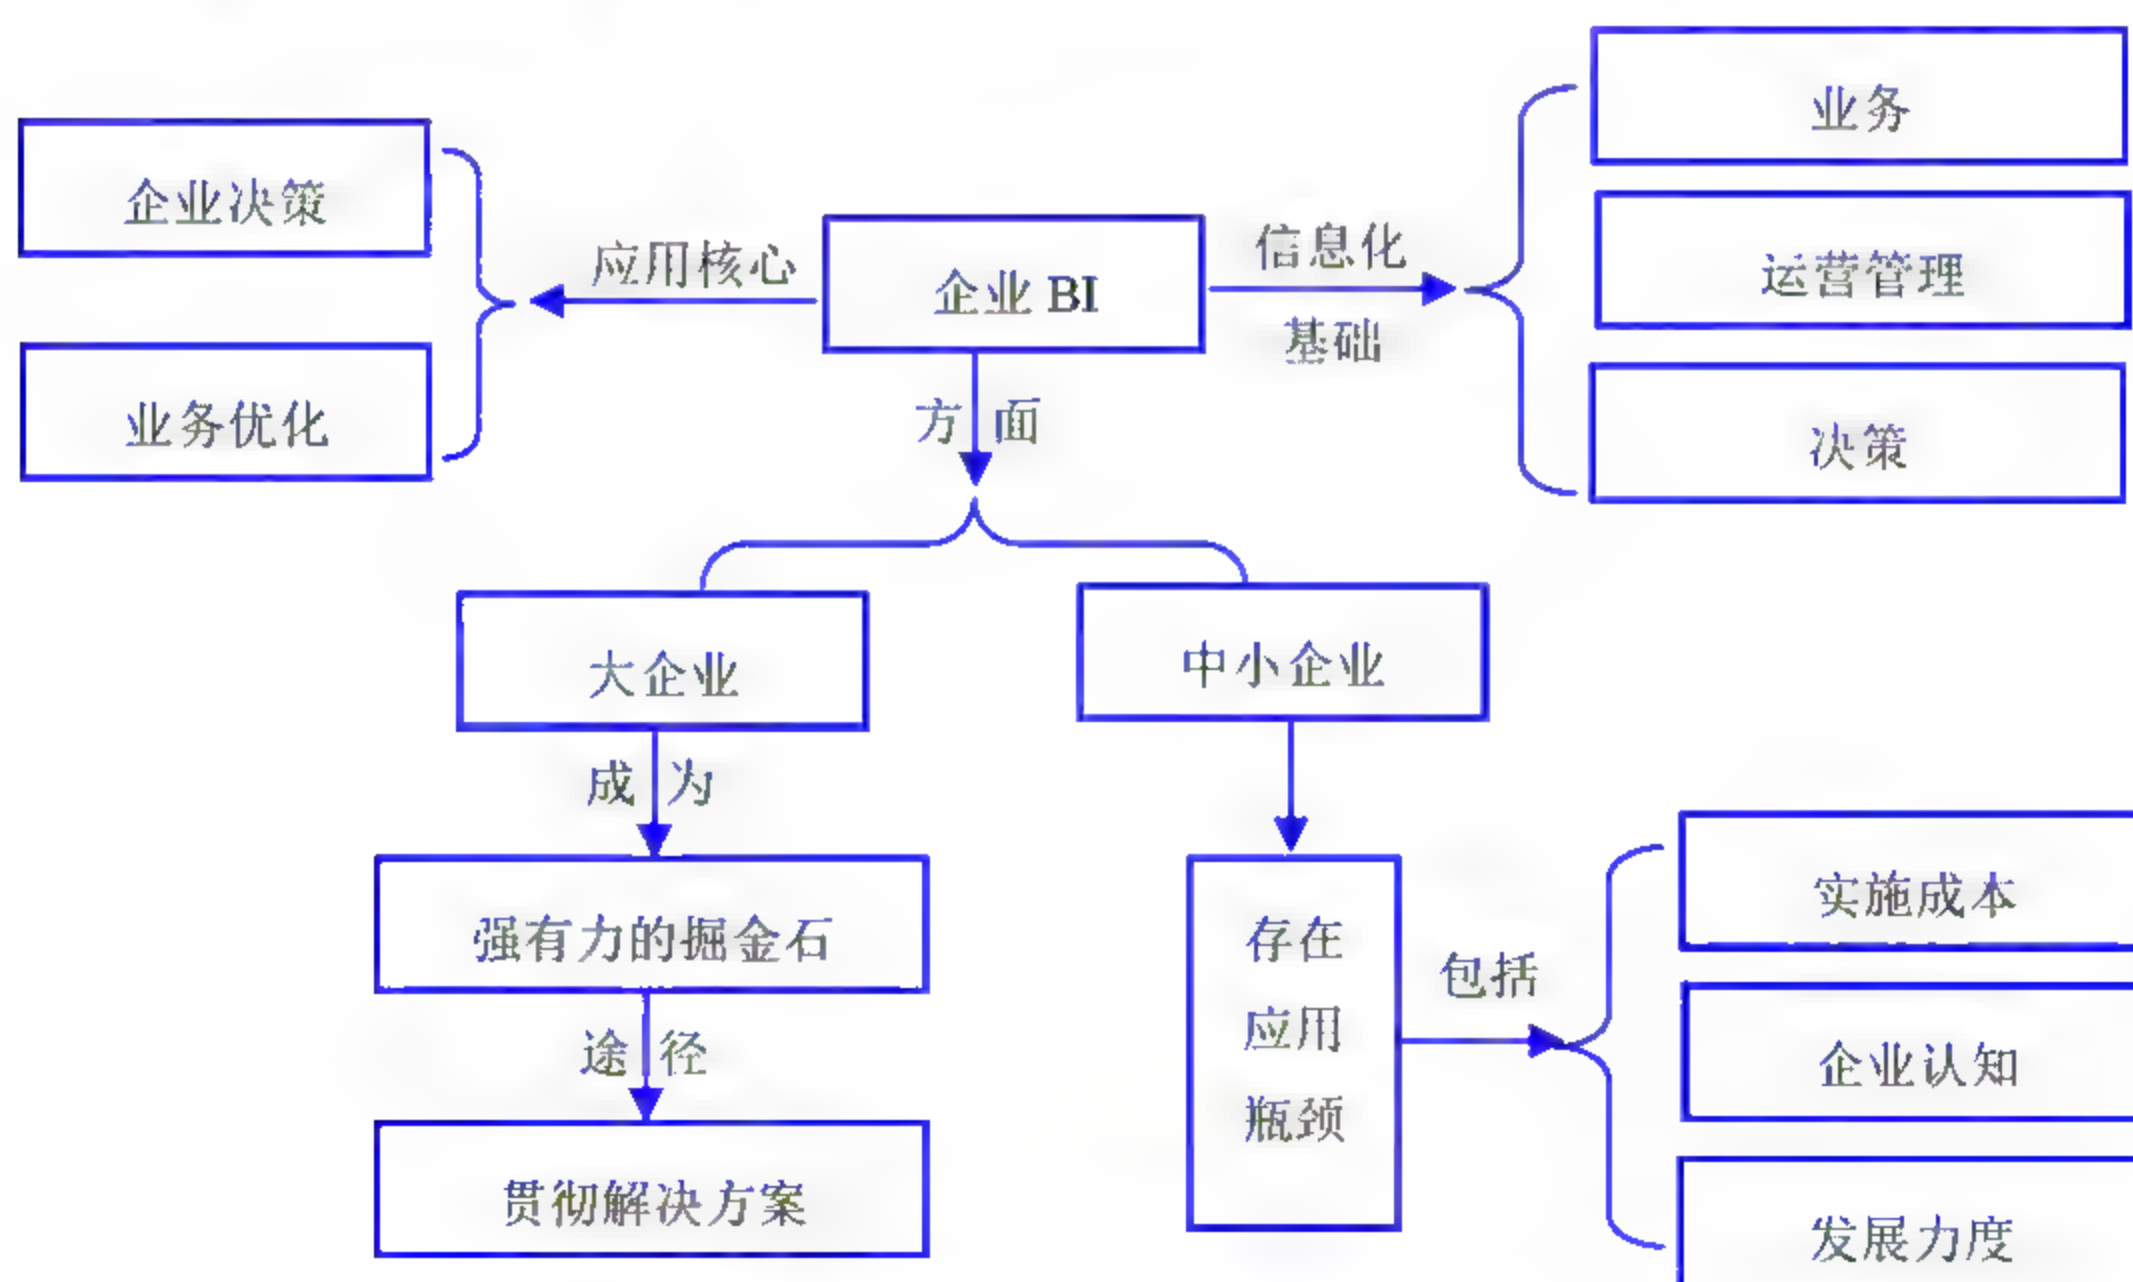 业务
企业决策
应用核心
企业 BI
信息化
基础
运营管理
业务优化
方面
决策
大企业
中小企业
成为
强有力的掘金石
途径
贯彻解决方案
存在
应用
瓶颈
包括
实施成本
企业认知
发展力度